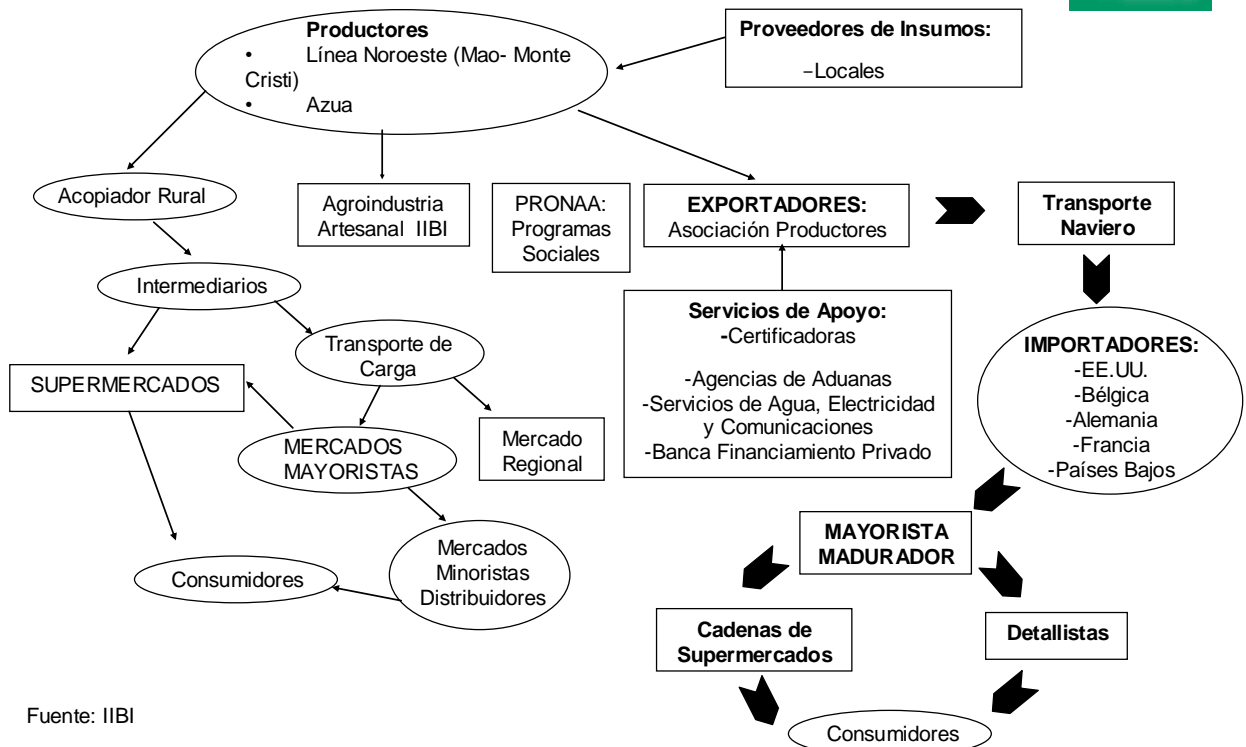 Productores
• Línea Noroeste (Mao- Monte
Cristi)
• Azua
Proveedores de Insumos:
–Locales
Acopiador Rural
Agroindustria
Artesanal IIBI
PRONAA:
Programas
Sociales
EXPORTADORES:
Asociación Productores
Transporte
Naviero
Intermediarios
Servicios de Apoyo:
-Certificadoras
-Agencias de Aduanas
-Servicios de Agua, Electricidad
y Comunicaciones
-Banca Financiamiento Privado
Transporte de
Carga
IMPORTADORES:
-EE.UU.
-Bélgica
-Alemania
-Francia
-Países Bajos
SUPERMERCADOS
MERCADOS
MAYORISTAS
Mercado
Regional
MAYORISTA
MADURADOR
Mercados
Minoristas
Distribuidores
Consumidores
Cadenas de
Supermercados
Detallistas
Consumidores
Fuente: IIBI